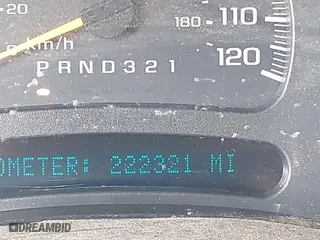 20
110
180
km/h
120
PRND321
OMETER: 222321 MI
DREAMBID